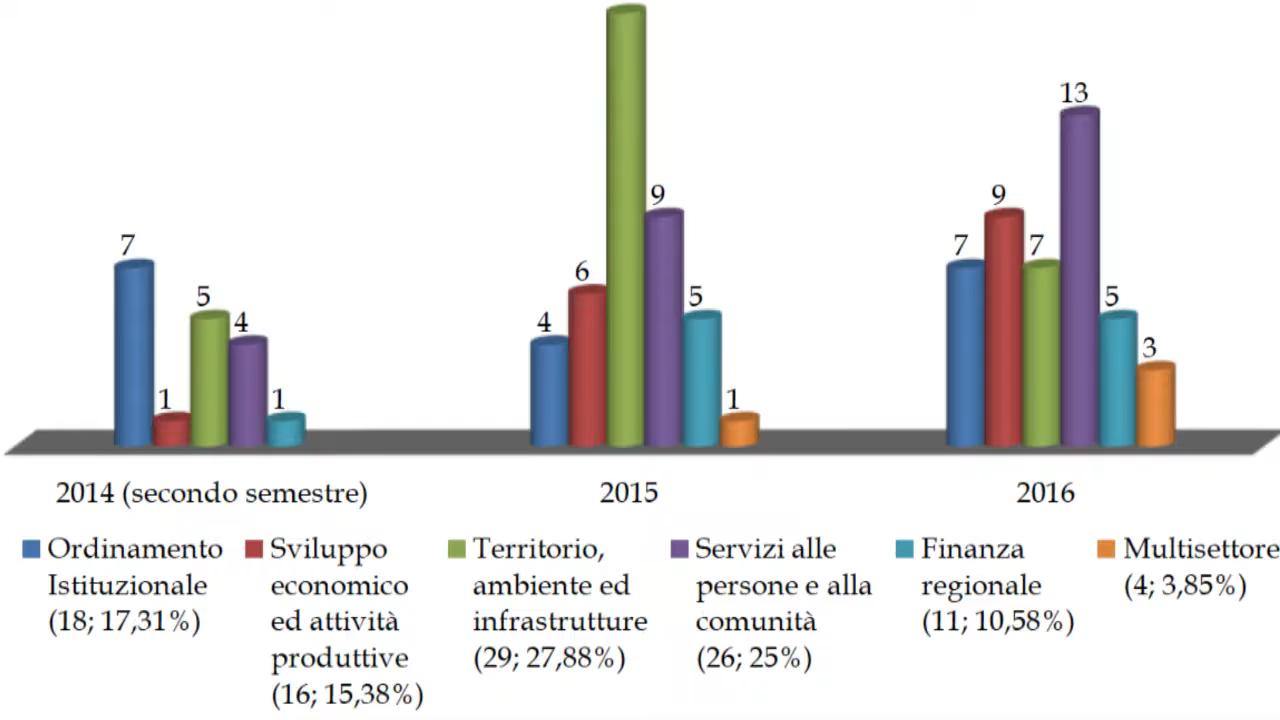 13
9
9
7
7
7
6
5
5
5
4
4
3
1
1
1
2014 (secondo semestre)
2015
2016
Ordinamento
Istituzionale
(18; 17,31%)
Sviluppo
economico
ed attività
produttive
(16; 15,38%)
Territorio,
ambiente ed
infrastrutture
(29; 27,88%)
Servizi alle
persone e alla
comunità
(26; 25%)
Finanza
regionale
(11; 10,58%)
Multisettore
(4; 3,85%)